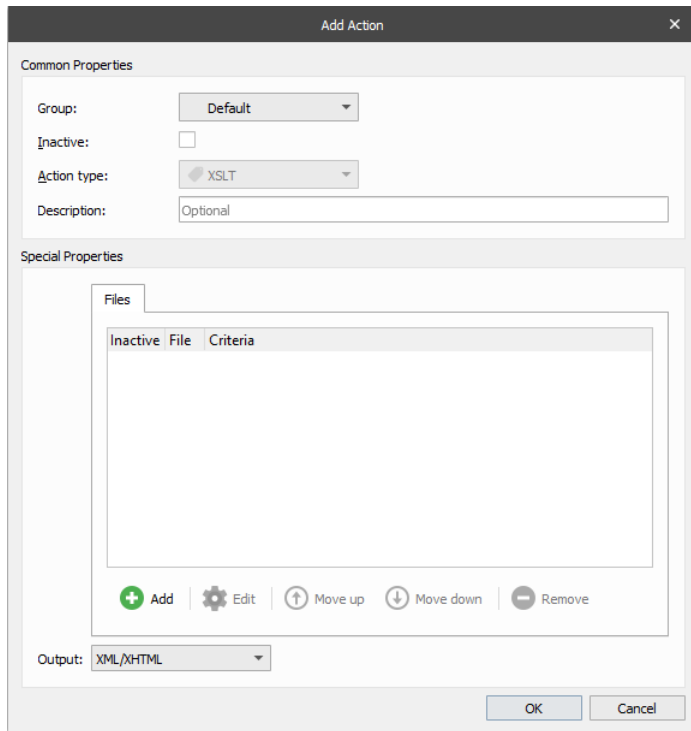 Add Action
Common Properties
Group: Default
Inactive:
Action type: XSLT
Description: Optional
Special Properties
Files
Inactive File Criteria
Add Edit Move up Move down Remove
Output: XML/XHTML
OK Cancel